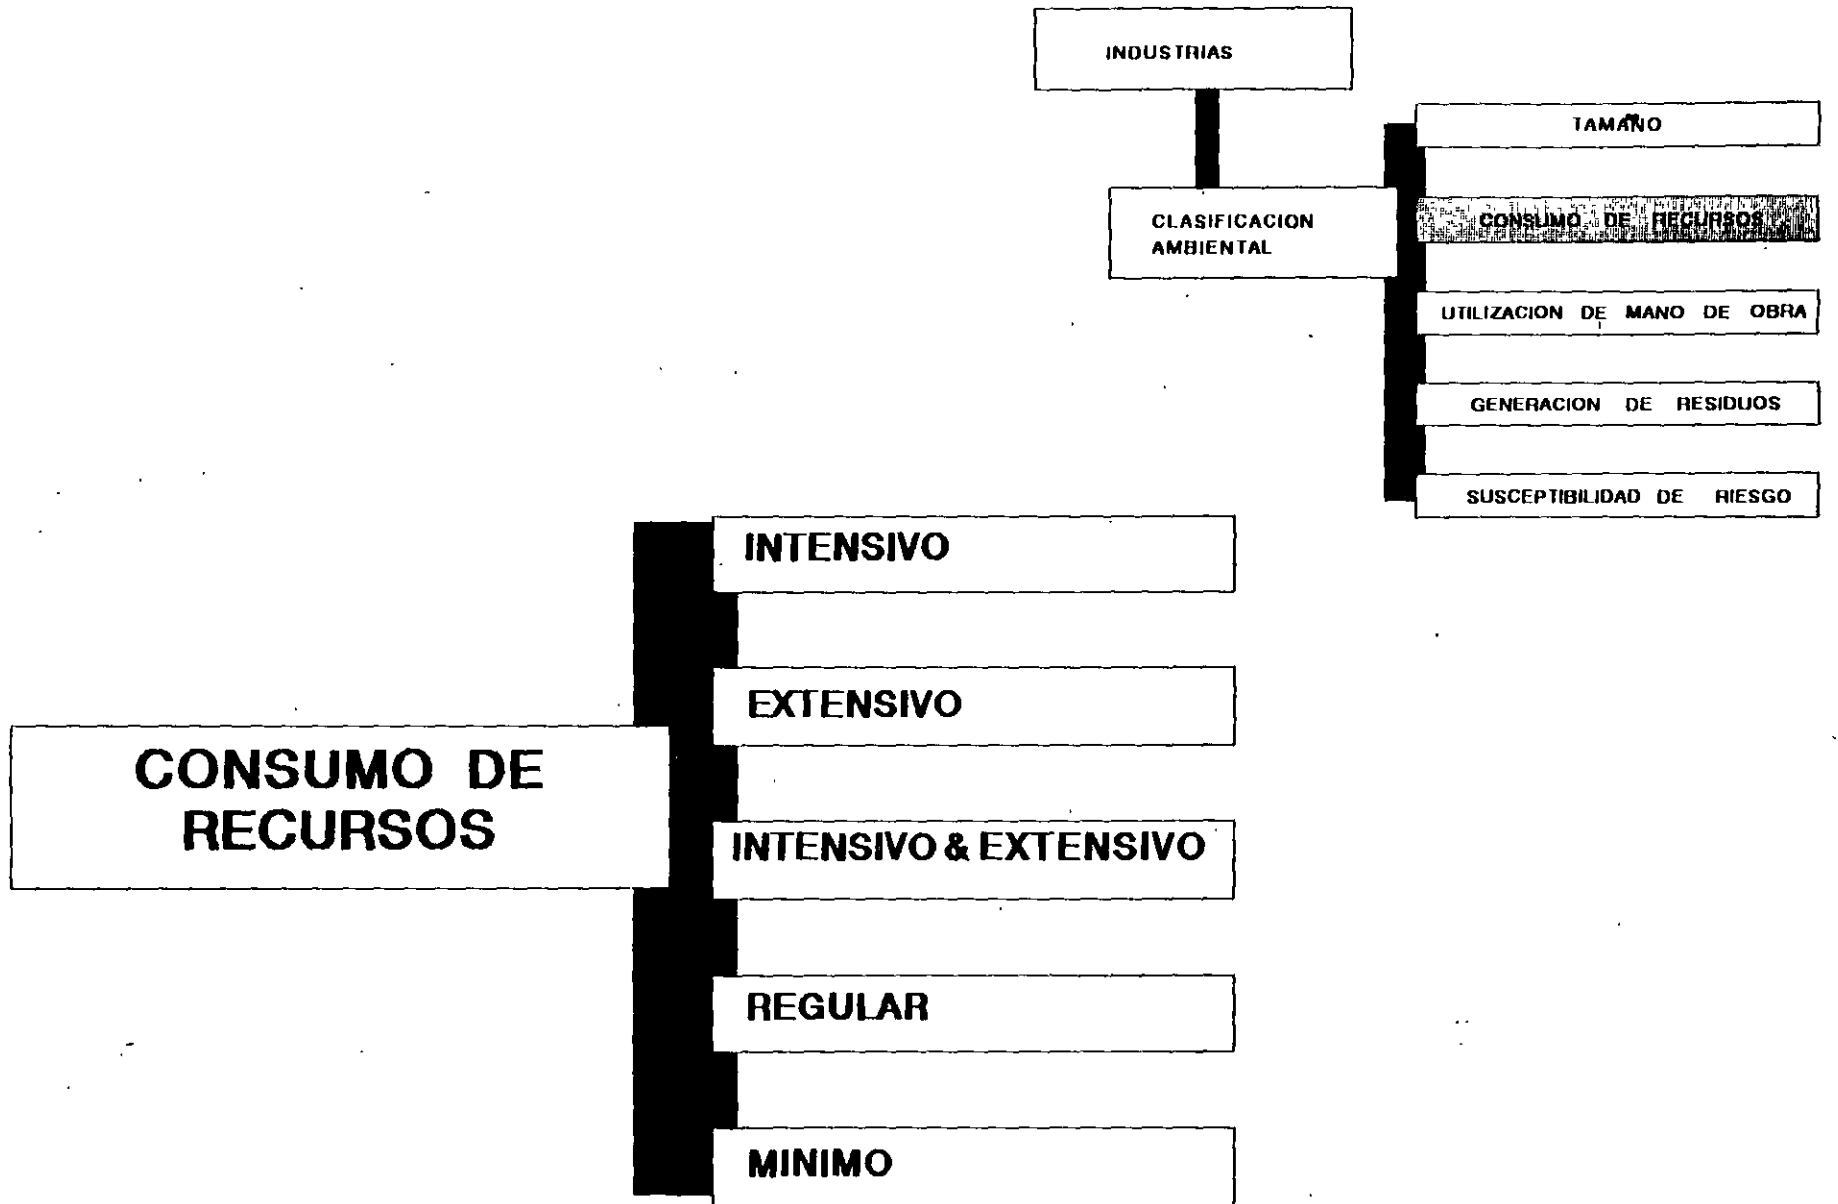 INDUSTRIAS
CLASIFICACION
AMBIENTAL
TAMAÑO
CONSUMO DE RECURSOS
UTILIZACION DE MANO DE OBRA
GENERACION DE RESIDUOS
SUSCEPTIBILIDAD DE RIESGO
CONSUMO DE
RECURSOS
INTENSIVO
EXTENSIVO
INTENSIVO & EXTENSIVO
REGULAR
MINIMO